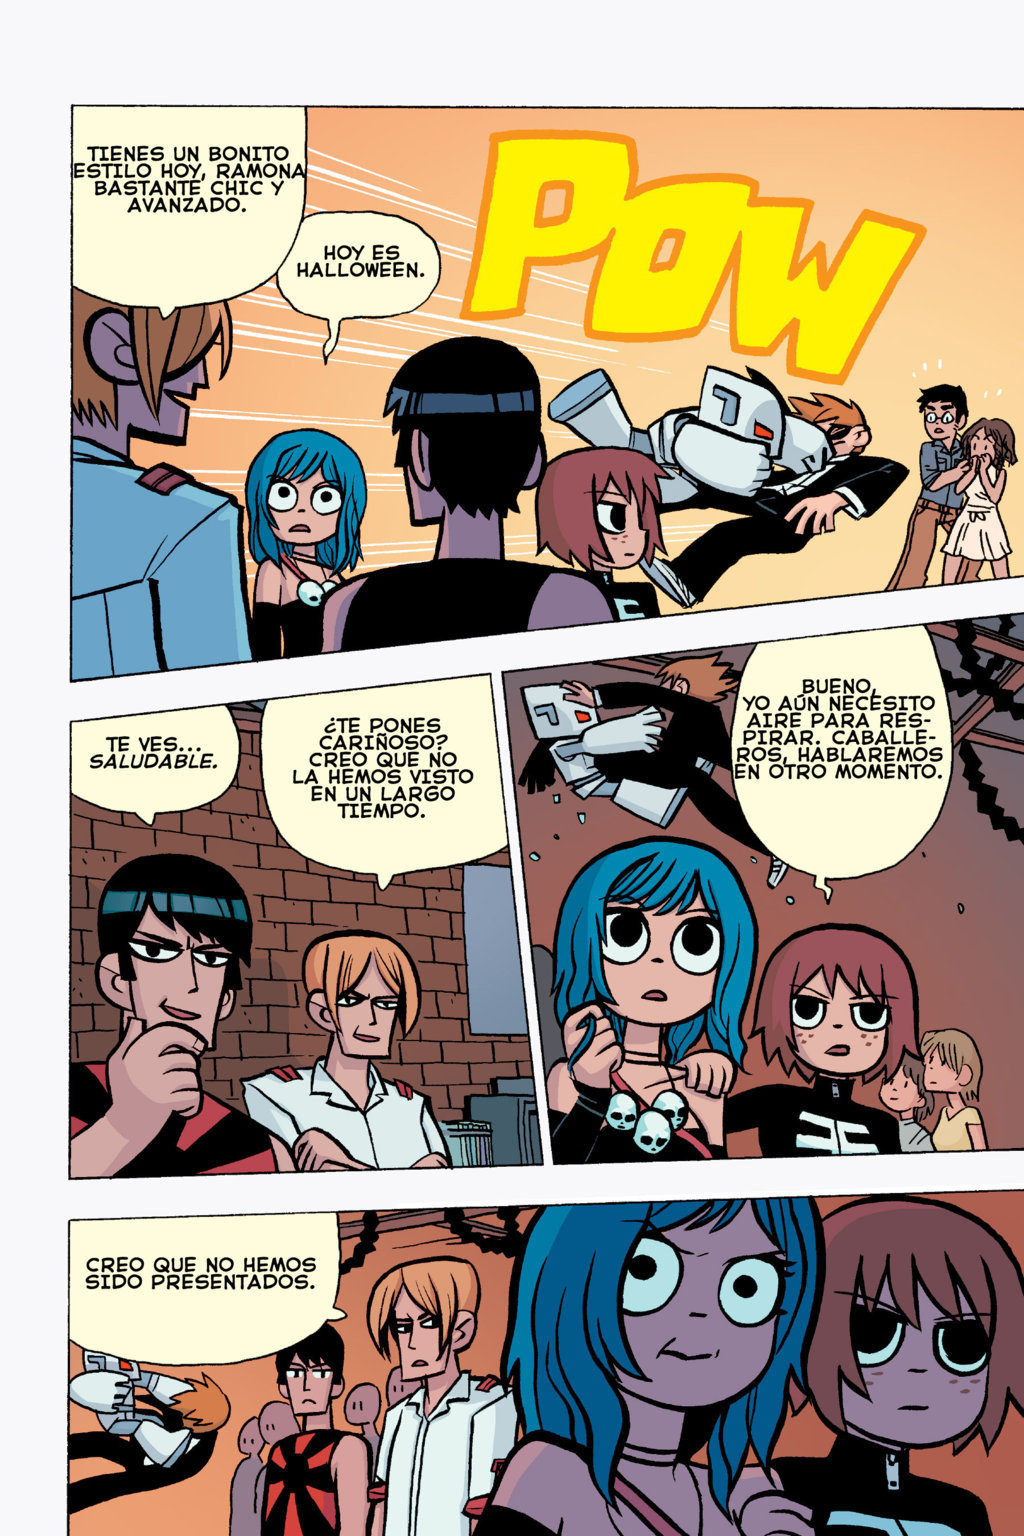 TIENES UN BONITO
ESTILO HOY, RAMONA
BASTANTE CHIC Y
AVANZADO.
HOY ES
HALLOWEEN.
POW
TE VES...
SALUDABLE.
¿TE PONES
CARIÑOSO?
CREO QUE NO
LA HEMOS VISTO
EN UN LARGO
TIEMPO.
BUENO,
YO AÚN NECESITO
AIRE PARA RES-
PIRAR. CABALLE-
ROS, HABLAREMOS
EN OTRO MOMENTO.
CREO QUE NO HEMOS
SIDO PRESENTADOS.